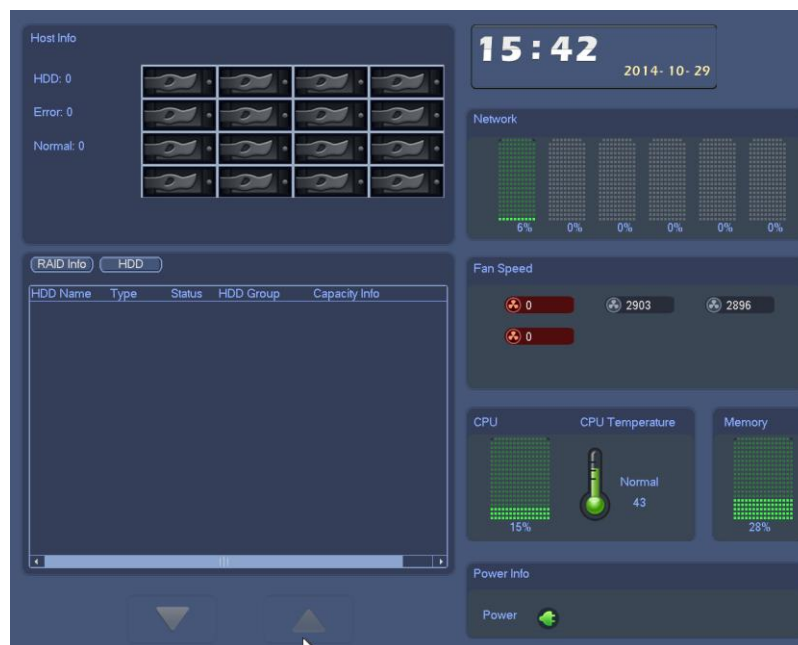 Host Info
HDD: 0
Error: 0
Normal: 0
15:42
2014-10-29
Network
6% 0% 0% 0% 0% 0%
RAID Info HDD
HDD Name Type Status HDD Group Capacity Info
Fan Speed
0 2903 2896
0
CPU CPU Temperature Memory
Normal
43
15% 28%
Power Info
Power